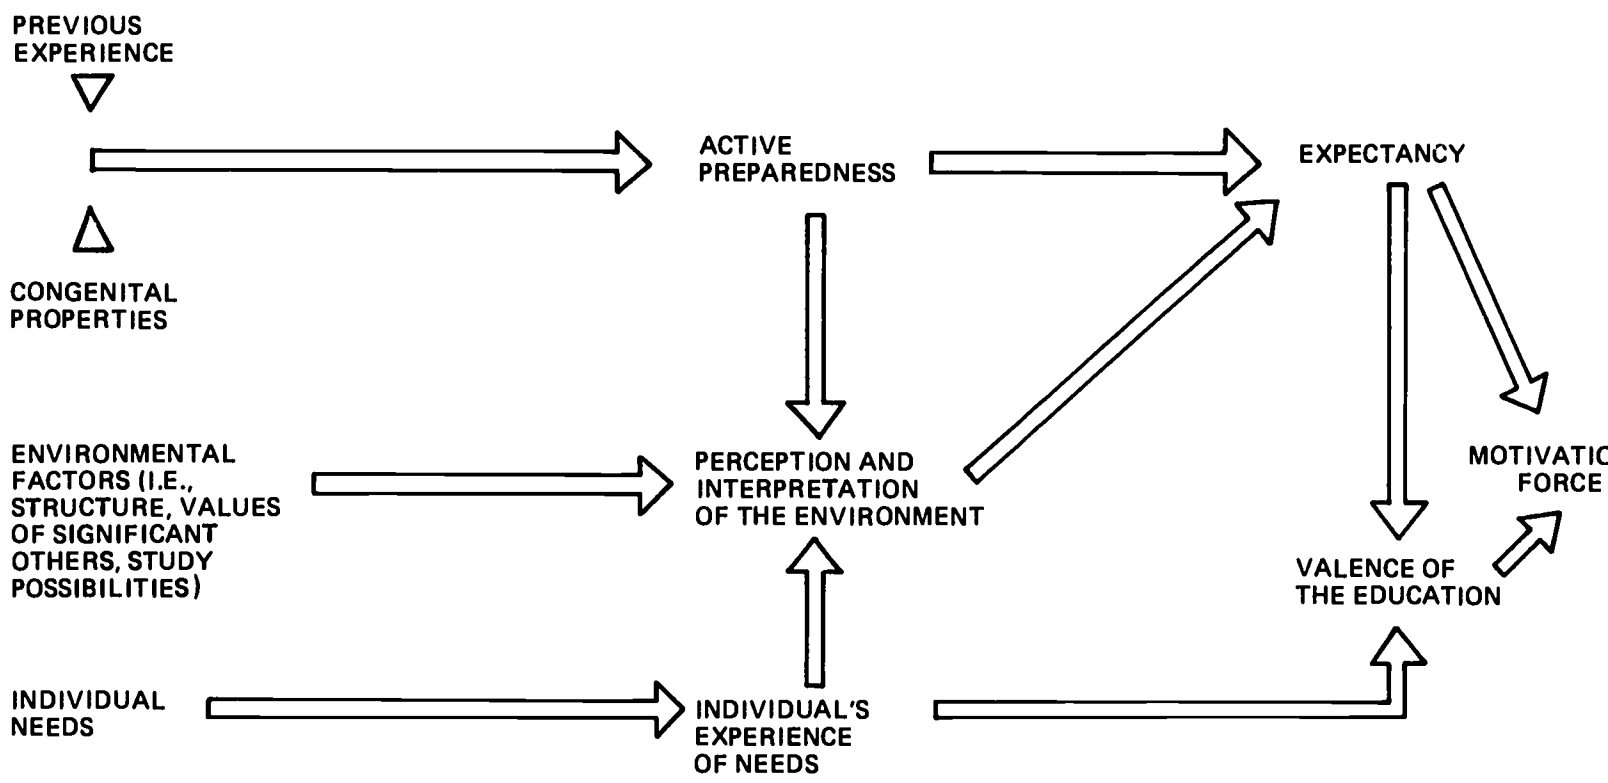 PREVIOUS
EXPERIENCE
ACTIVE
PREPAREDNESS
EXPECTANCY
CONGENITAL
PROPERTIES
ENVIRONMENTAL
FACTORS (I.E.,
STRUCTURE, VALUES
OF SIGNIFICANT
OTHERS, STUDY
POSSIBILITIES)
PERCEPTION AND
INTERPRETATION
OF THE ENVIRONMENT
MOTIVATIO
FORCE
VALENCE OF
THE EDUCATION
INDIVIDUAL
NEEDS
INDIVIDUAL'S
EXPERIENCE
OF NEEDS